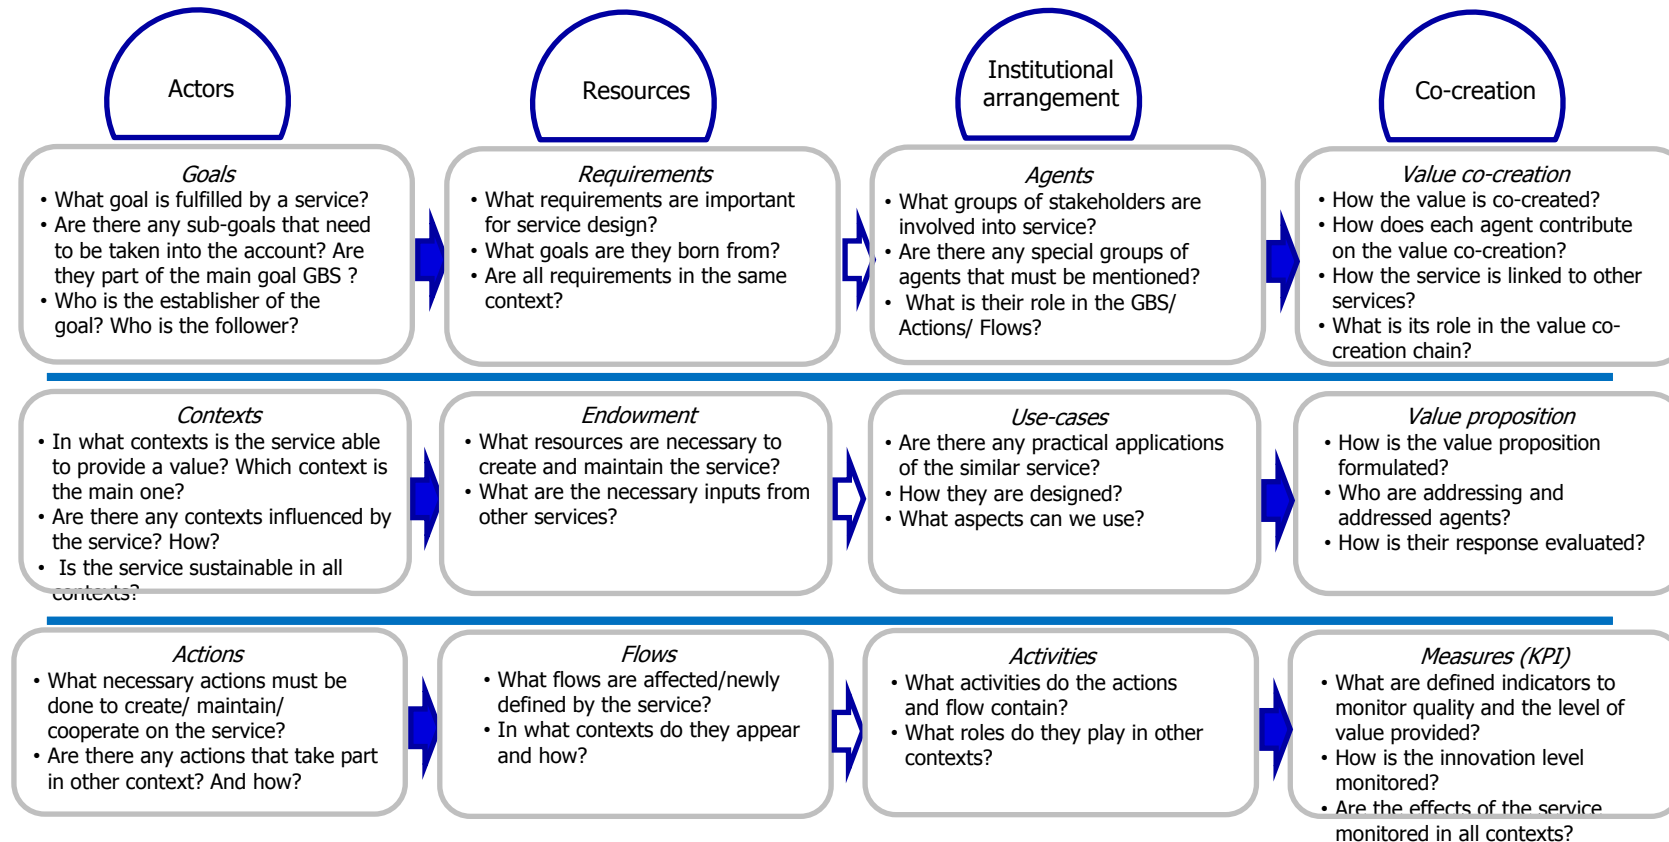 Actors
Resources
Institutional
arrangement
Co-creation
Goals
• What goal is fulfilled by a service?
• Are there any sub-goals that need
to be taken into the account? Are
they part of the main goal GBS ?
• Who is the establisher of the
goal? Who is the follower?
Requirements
• What requirements are important
for service design?
• What goals are they born from?
• Are all requirements in the same
context?
Agents
• What groups of stakeholders are
involved into service?
• Are there any special groups of
agents that must be mentioned?
• What is their role in the GBS/
Actions/ Flows?
Value co-creation
• How the value is co-created?
• How does each agent contribute
on the value co-creation?
• How the service is linked to other
services?
• What is its role in the value co-
creation chain?
Contexts
• In what contexts is the service able
to provide a value? Which context is
the main one?
• Are there any contexts influenced by
the service? How?
• Is the service sustainable in all
contexts?
Endowment
• What resources are necessary to
create and maintain the service?
• What are the necessary inputs from
other services?
Use-cases
• Are there any practical applications
of the similar service?
• How they are designed?
• What aspects can we use?
Value proposition
• How is the value proposition
formulated?
• Who are addressing and
addressed agents?
• How is their response evaluated?
Actions
• What necessary actions must be
done to create/ maintain/
cooperate on the service?
• Are there any actions that take part
in other context? And how?
Flows
• What flows are affected/newly
defined by the service?
• In what contexts do they appear
and how?
Activities
• What activities do the actions
and flow contain?
• What roles do they play in other
contexts?
Measures (KPI)
• What are defined indicators to
monitor quality and the level of
value provided?
• How is the innovation level
monitored?
• Are the effects of the service
monitored in all contexts?